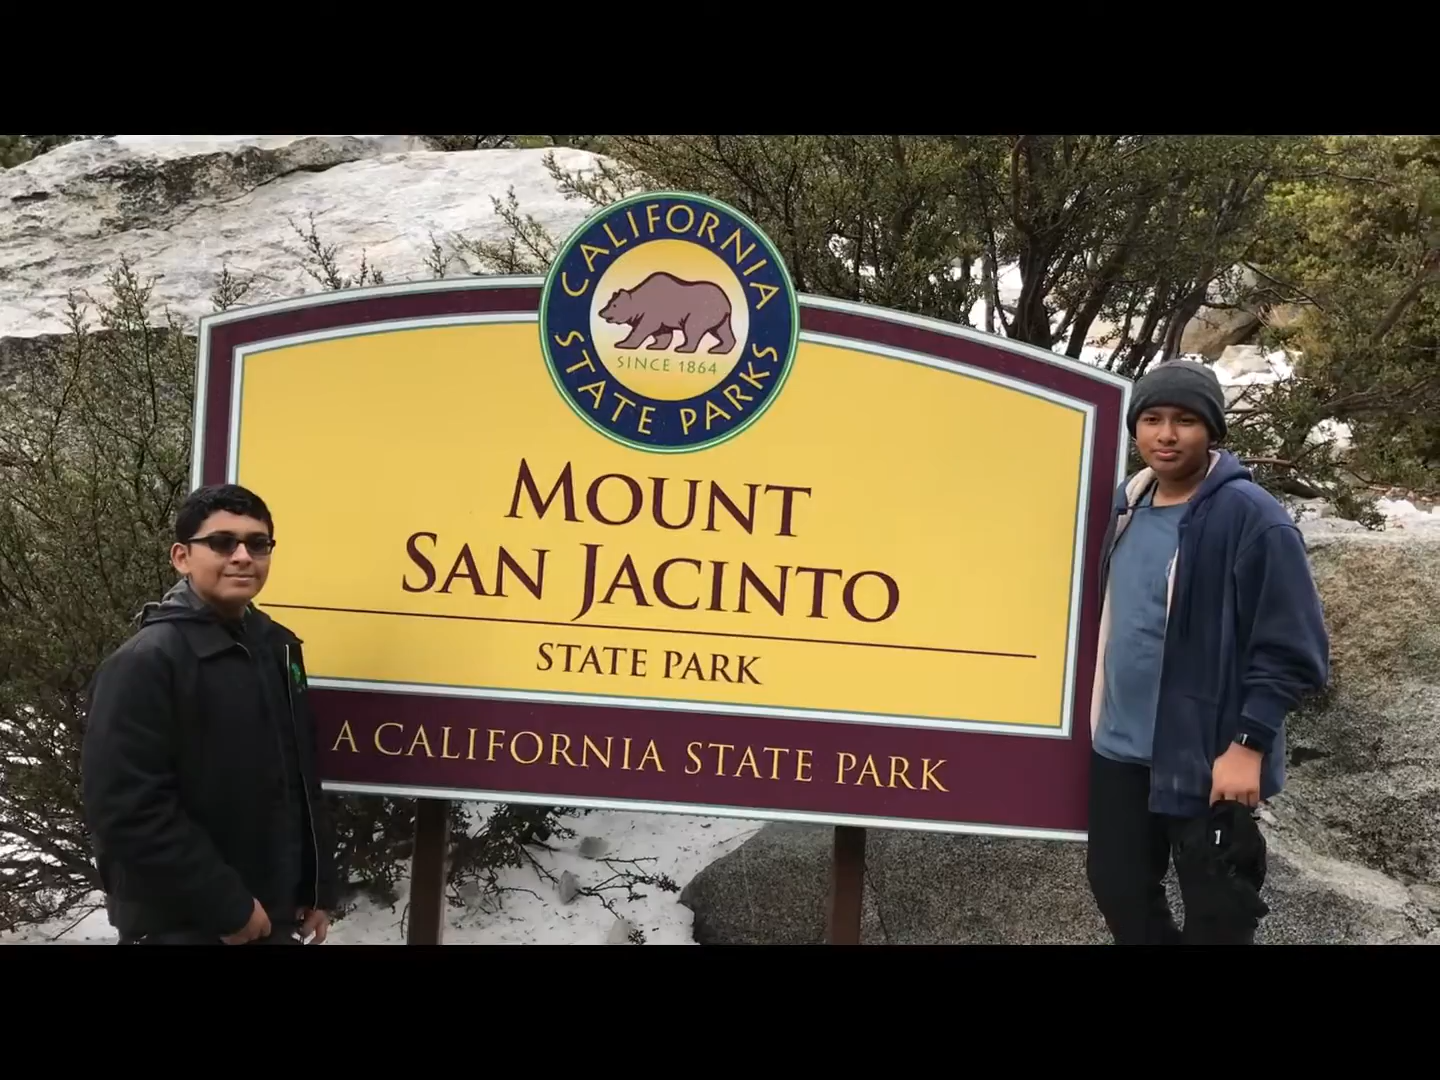 CALIFORNIA
STATE PARKS
SINCE 1864
MOUNT
SAN JACINTO
STATE PARK
A CALIFORNIA STATE PARK